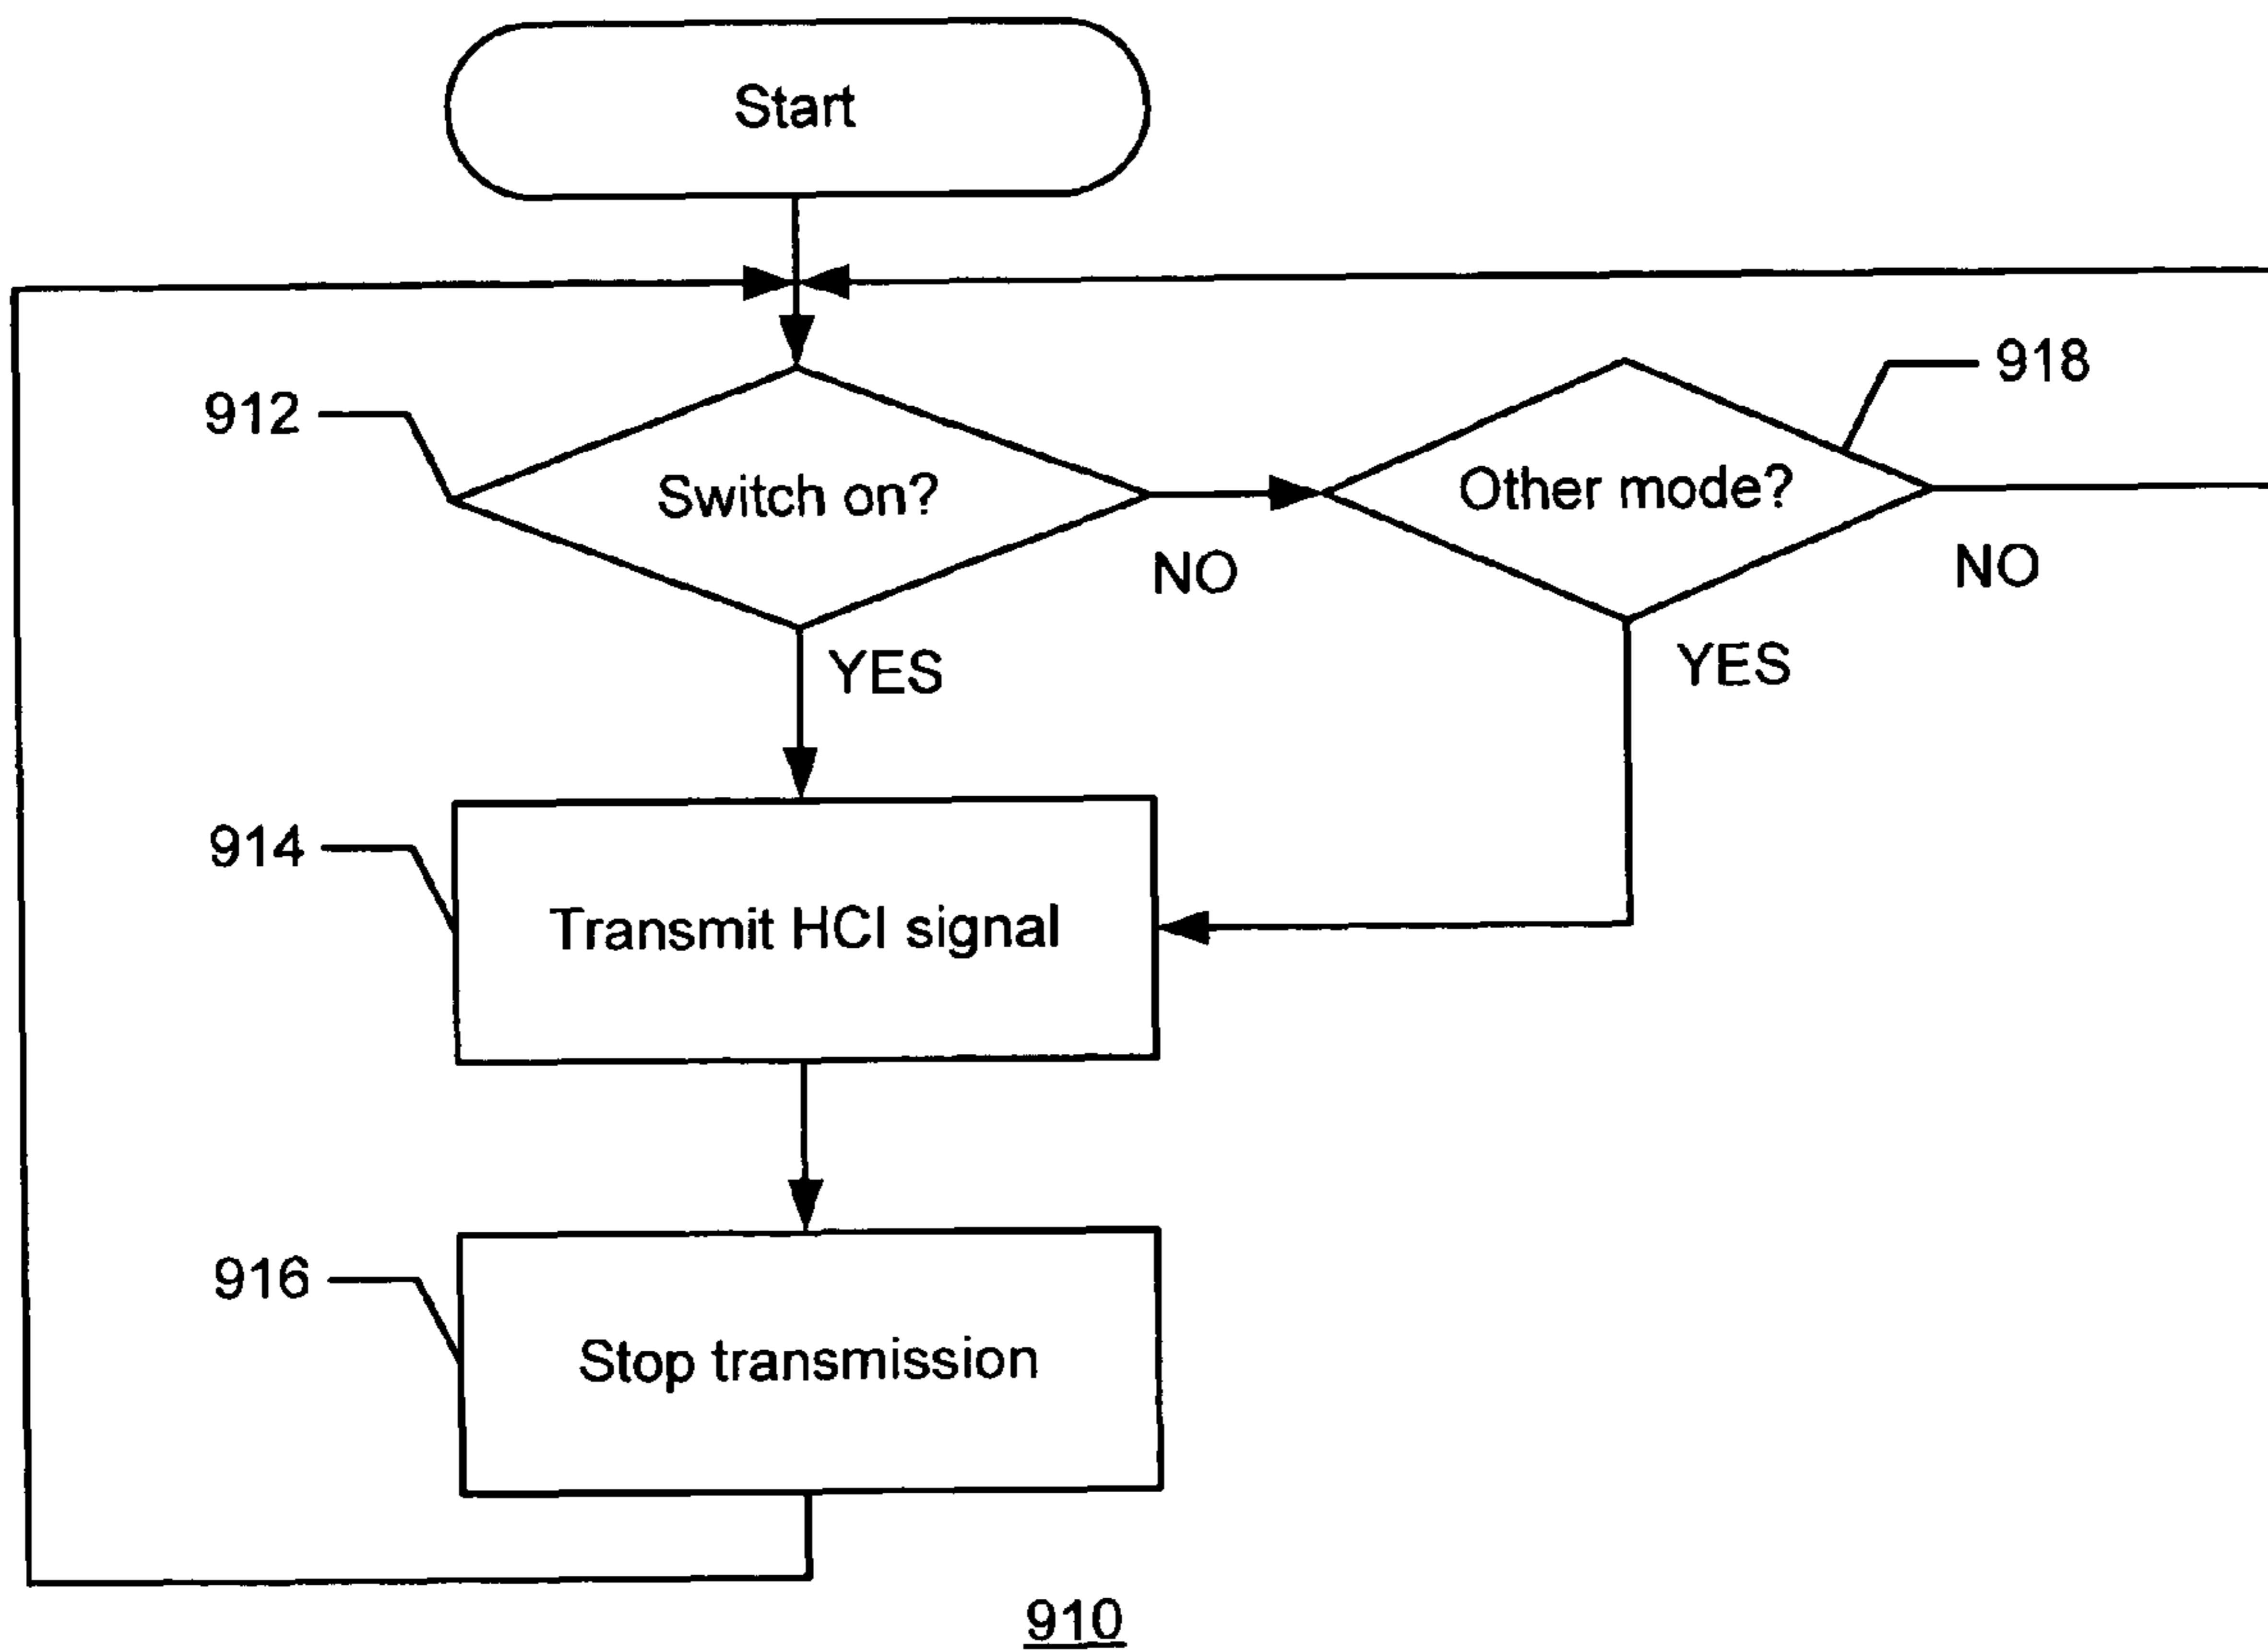 Start
912
Switch on?
NO
YES
918
Other mode?
NO
YES
914
Transmit HCI signal
916
Stop transmission
910